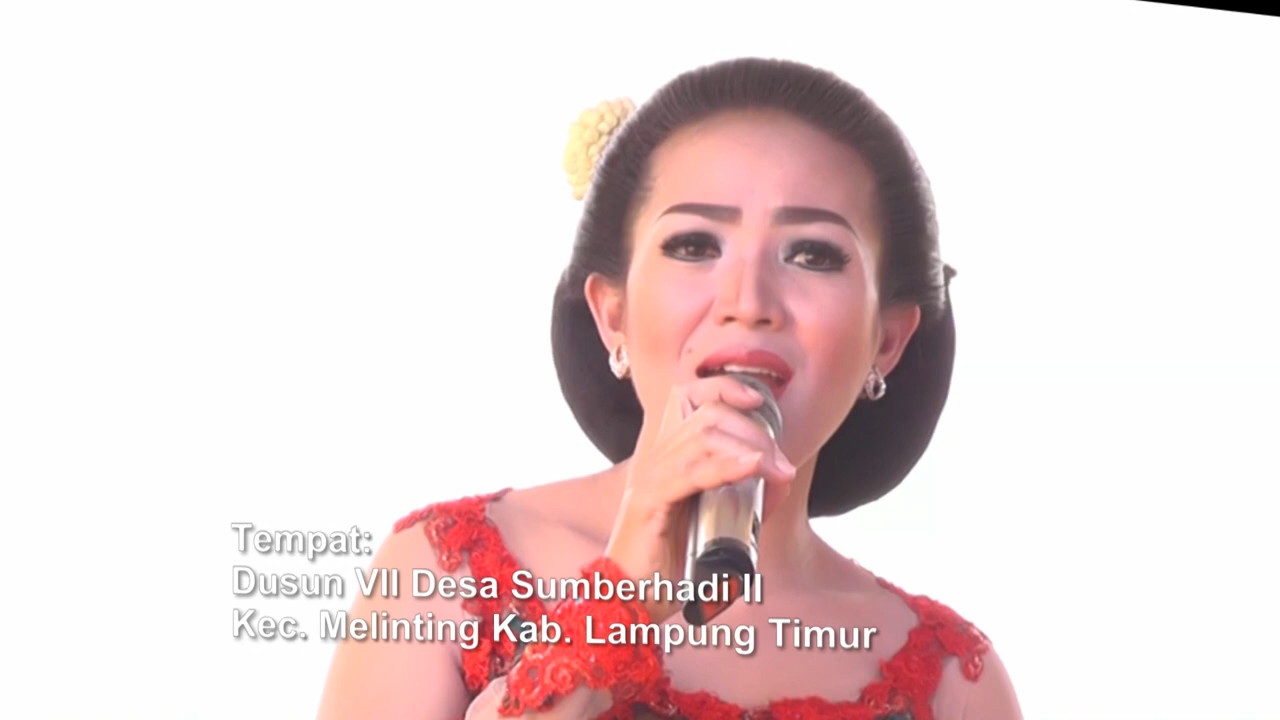 Tempat:
Dusun VII Desa Sumberhadi II
Kec. Melinting Kab. Lampung Timur